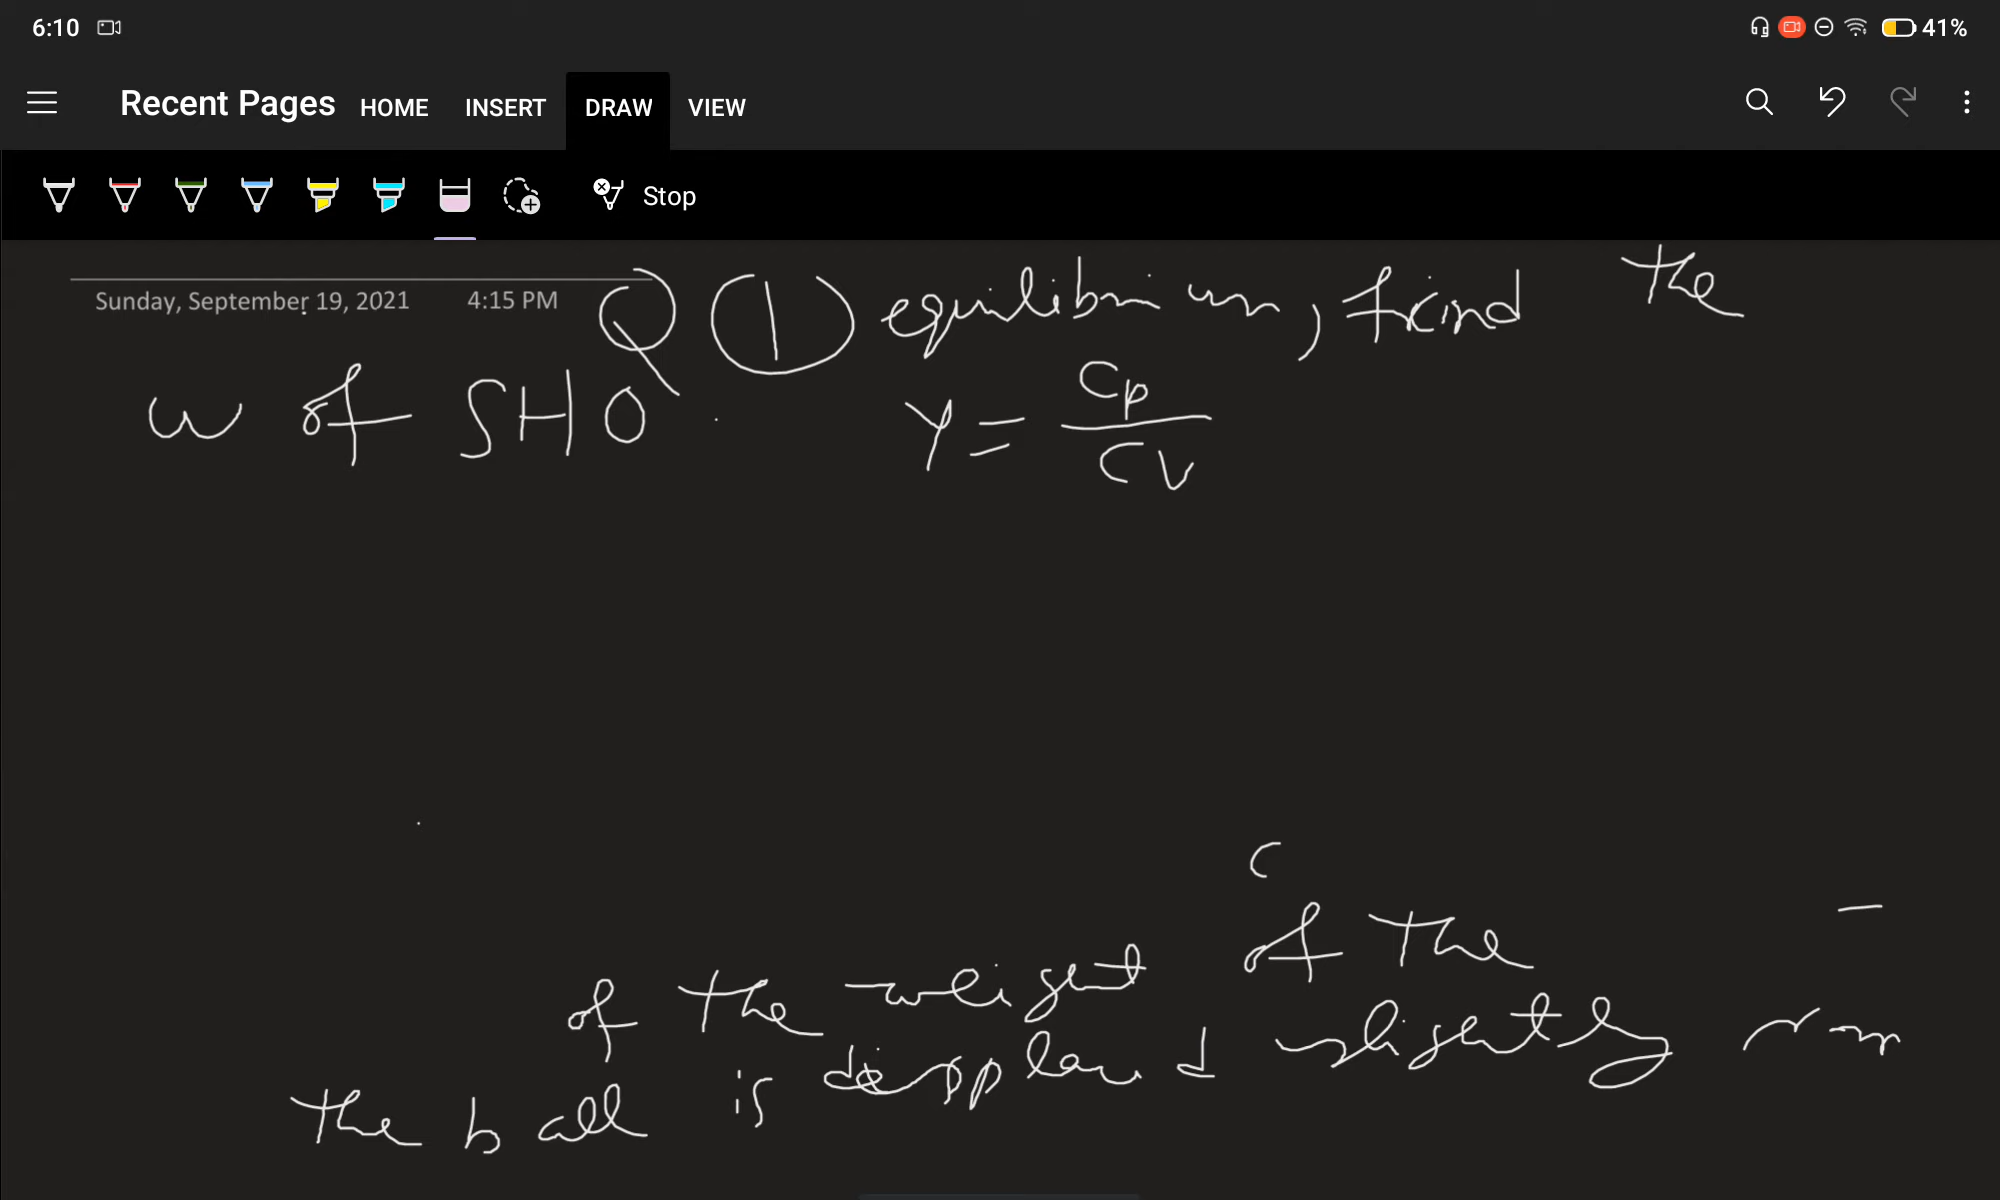 6:10 41%
Recent Pages HOME INSERT DRAW VIEW
Stop
Sunday, September 19, 2021 4:15 PM
Q 1 equilibrium, find the
w of SHO. γ = Cp / Cv
C
of the weight of the
the ball is displaced slightly